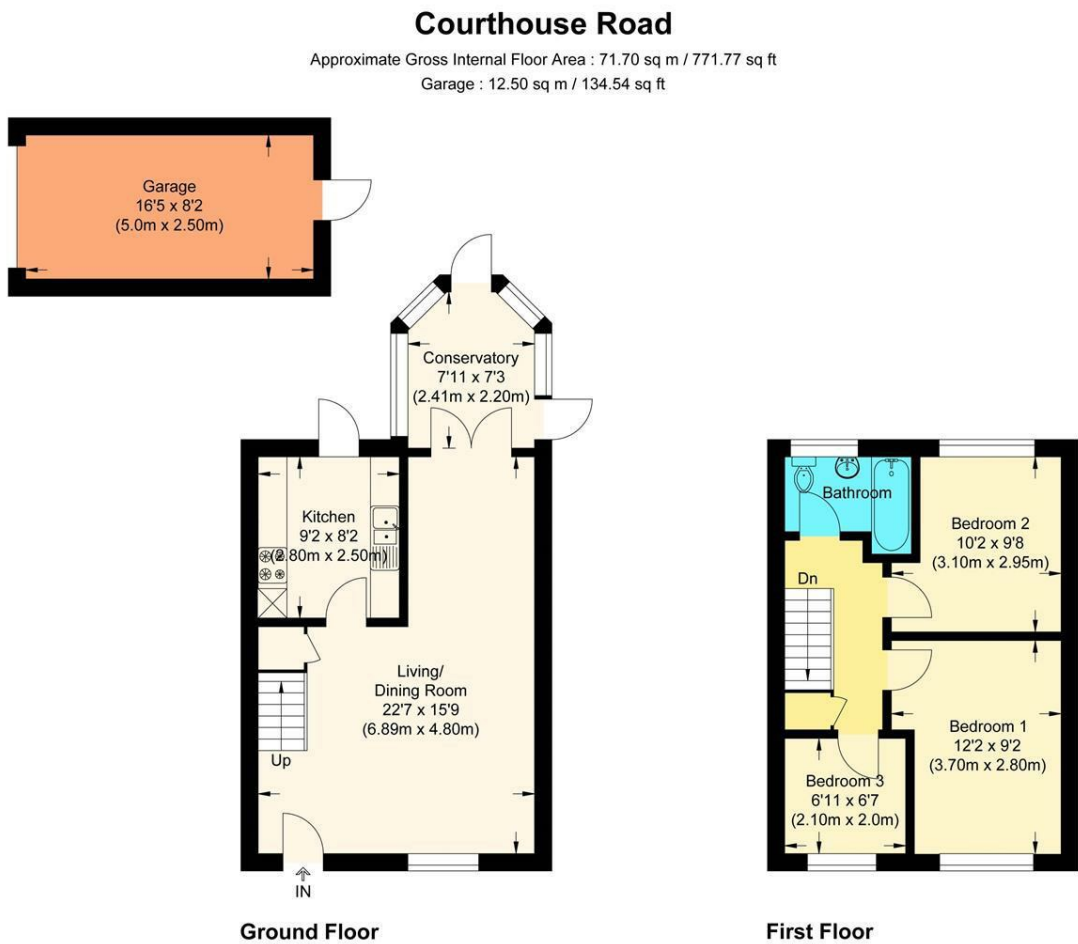 Courthouse Road
Approximate Gross Internal Floor Area : 71.70 sq m / 771.77 sq ft
Garage : 12.50 sq m / 134.54 sq ft
Garage
16'5 x 8'2
(5.0m x 2.50m)
Conservatory
7'11 x 7'3
(2.41m x 2.20m)
Kitchen
9'2 x 8'2
(2.80m x 2.50m)
Living/
Dining Room
22'7 x 15'9
(6.89m x 4.80m)
Up
IN
Ground Floor
Bathroom
Bedroom 2
10'2 x 9'8
(3.10m x 2.95m)
Dn
Bedroom 1
12'2 x 9'2
(3.70m x 2.80m)
Bedroom 3
6'11 x 6'7
(2.10m x 2.0m)
First Floor